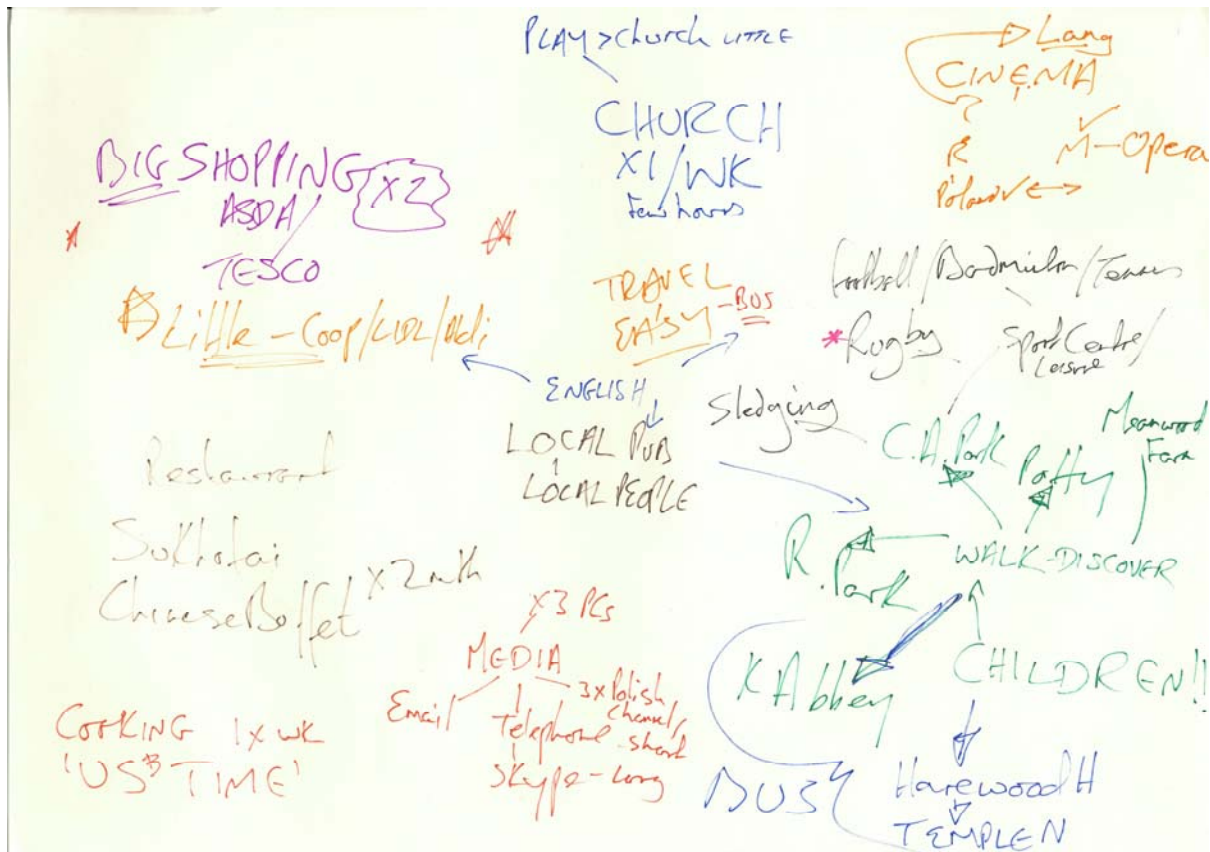 PLAY > church LITTLE
CHURCH
X1/WK
Few hours
Lang
CINEMA
R
M - Opera
Poland
BIG SHOPPING X2
ASDA/
TESCO
Little - Coop/LIDL/Aldi
TRAVEL
EASY - BUS
ENGLISH
LOCAL PUB
LOCAL PEOPLE
Football/Badminton/Tennis
* Rugby
Sport Centre/
Leisure
Sledging
C.A. Park
Potty
Meanwood
Farm
WALK-DISCOVER
R. Park
K Abbey
CHILDREN!!
Harewood H
TEMPLE N
BUS
Restaurant
Sukhotai
Chinese Buffet x2 mth
x3 PCs
MEDIA
Email
Telephone - short
Skype - Long
3x Polish
Channels
COOKING 1x wk
'US TIME'